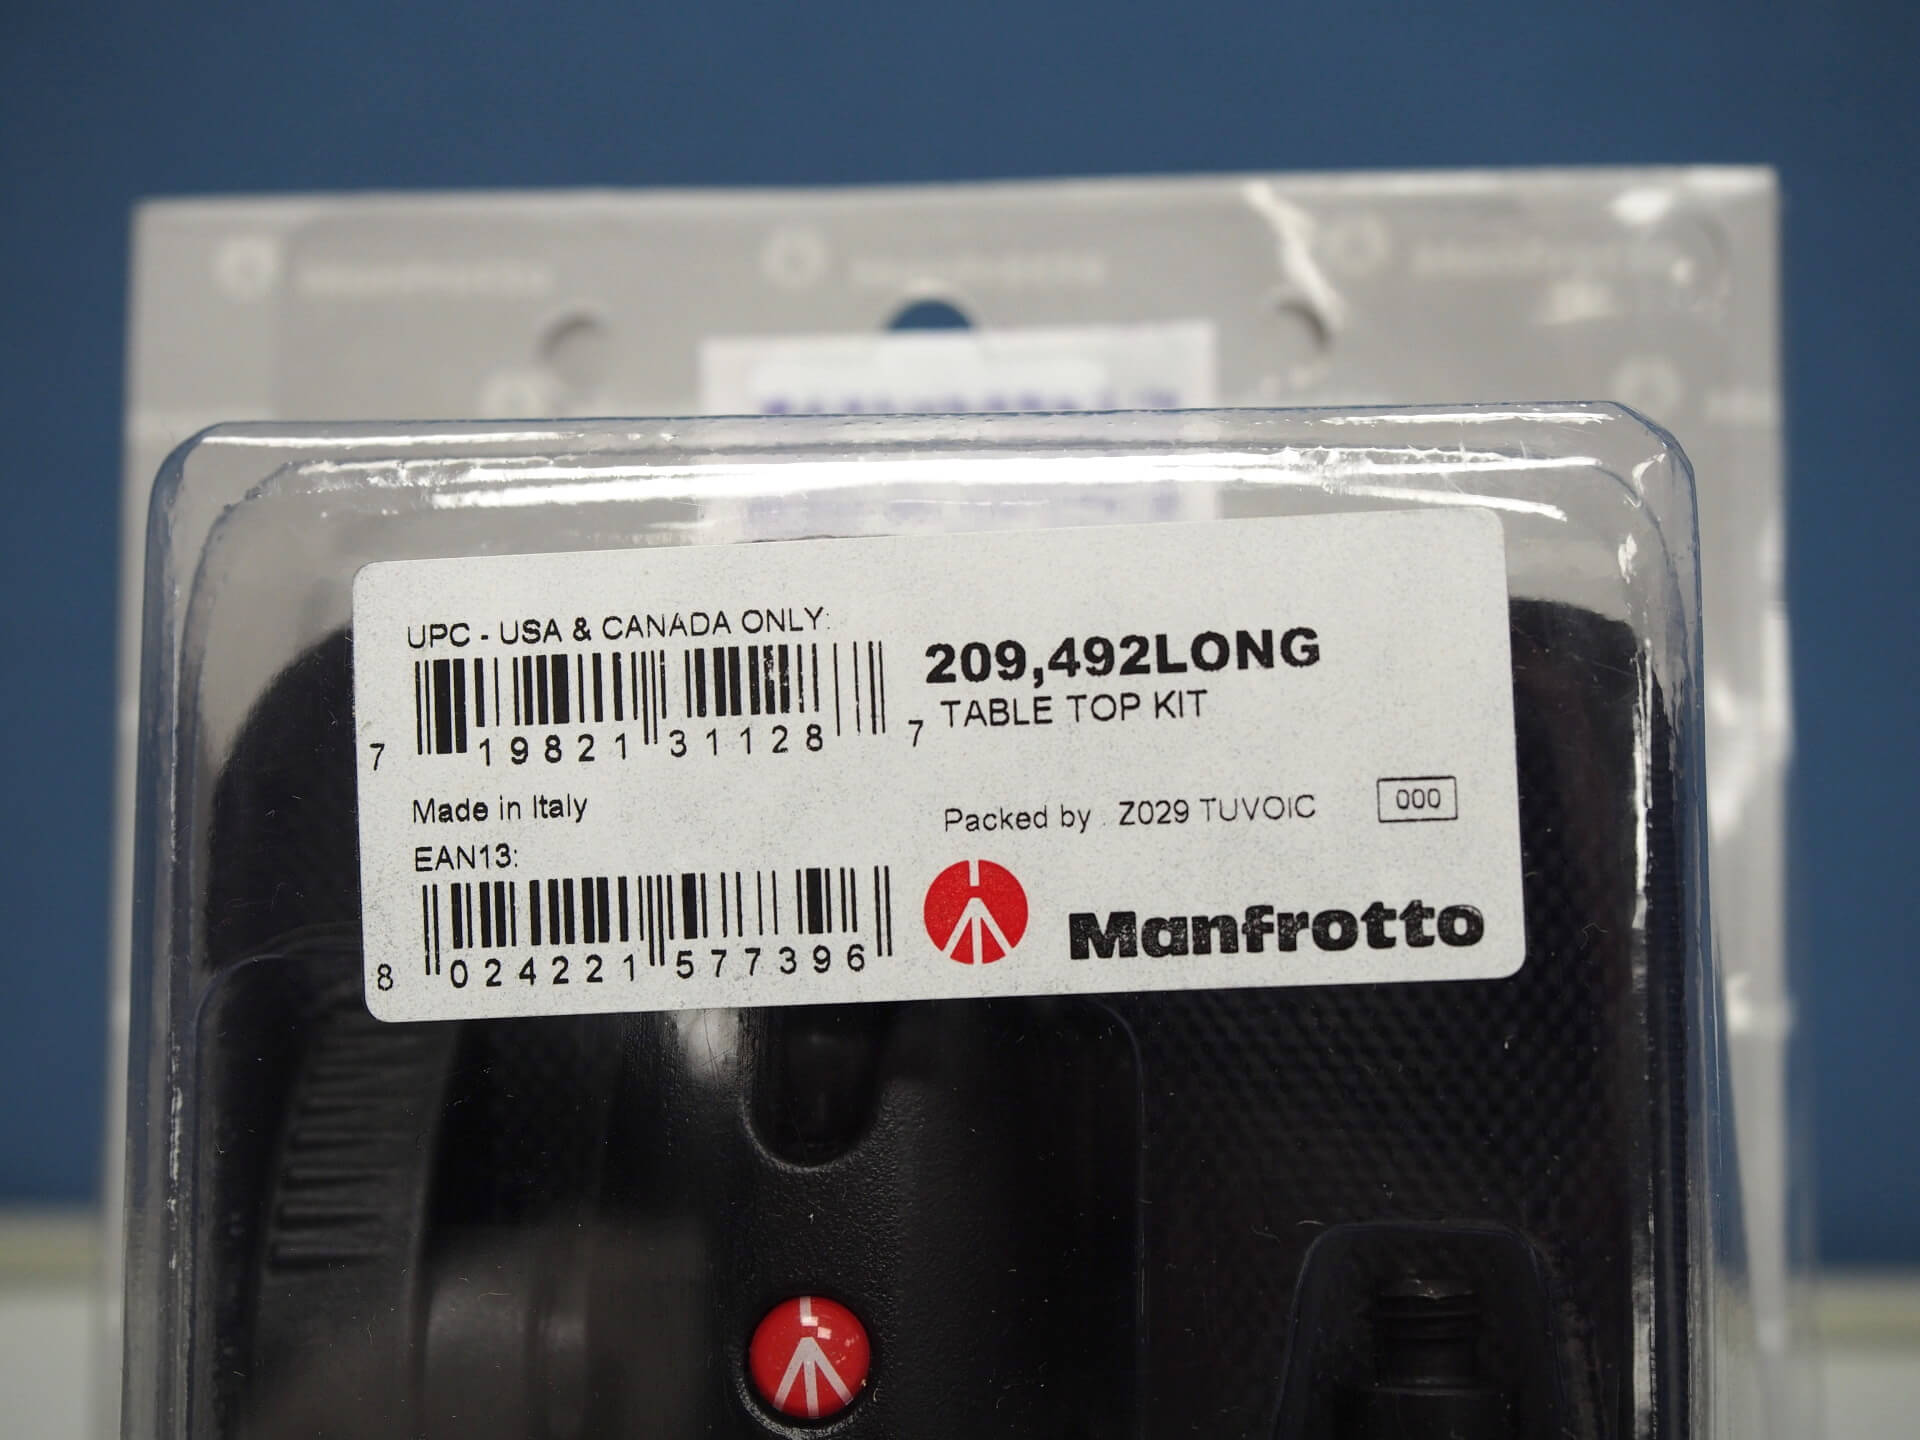 UPC - USA & CANADA ONLY:
7 19821 31128 7
209,492LONG
TABLE TOP KIT
Made in Italy
Packed by : Z029 TUVOIC
000
EAN13:
8 024221 577396
Manfrotto